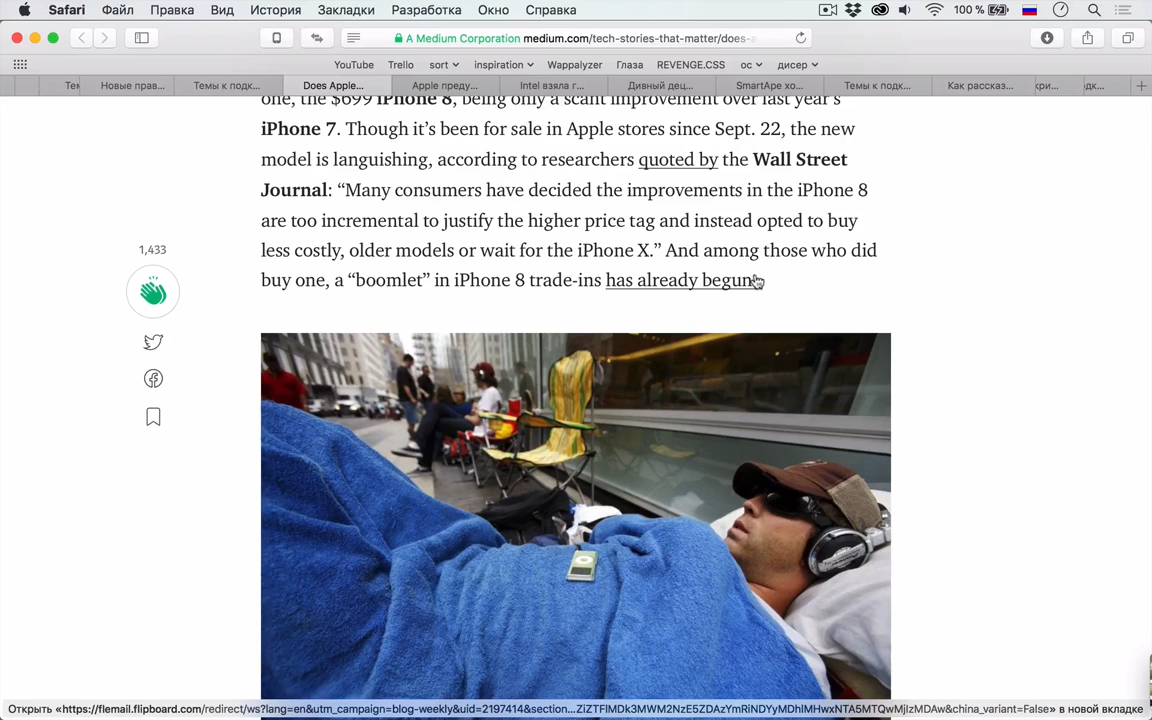 Safari Файл Правка Вид История Закладки Разработка Окно Справка 100 %
A Medium Corporation medium.com/tech-stories-that-matter/does-
YouTube Trello sort inspiration Wappalyzer Глаза REVENGE.CSS ос дисер
Тем Новые прав... Темы к подк... Does Apple... Apple преду... Intel взяла г... Дивный дец... SmartApe хо... Темы к подк... Как рассказ... кри... дк...
one, the $699 iPhone 8, being only a scant improvement over last year's
iPhone 7. Though it's been for sale in Apple stores since Sept. 22, the new
model is languishing, according to researchers quoted by the Wall Street
Journal: “Many consumers have decided the improvements in the iPhone 8
are too incremental to justify the higher price tag and instead opted to buy
less costly, older models or wait for the iPhone X.” And among those who did
buy one, a “boomlet” in iPhone 8 trade-ins has already begun
1,433
Открыть «https://flemail.flipboard.com/redirect/ws?lang=en&utm_campaign=blog-weekly&uid=2197414&section...ZiZTFlMDk3MWM2NzE5ZDAzYmRiNDYyMDhlMHwxNTA5MTQwMjIzMDAw&china_variant=False» в новой вкладке